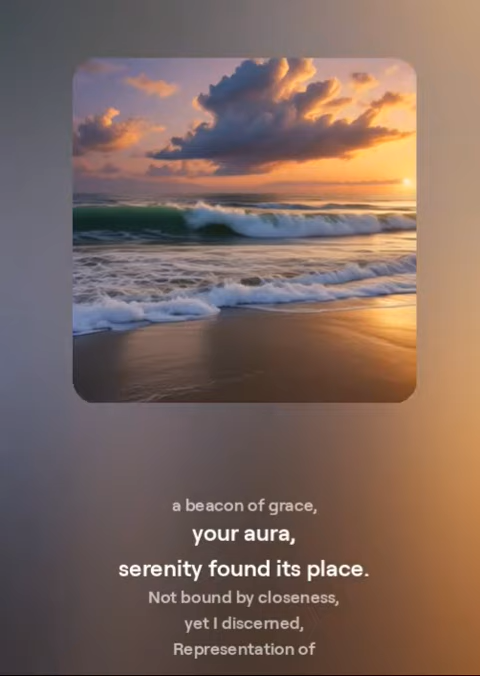 a beacon of grace,
your aura,
serenity found its place.
Not bound by closeness,
yet I discerned,
Representation of